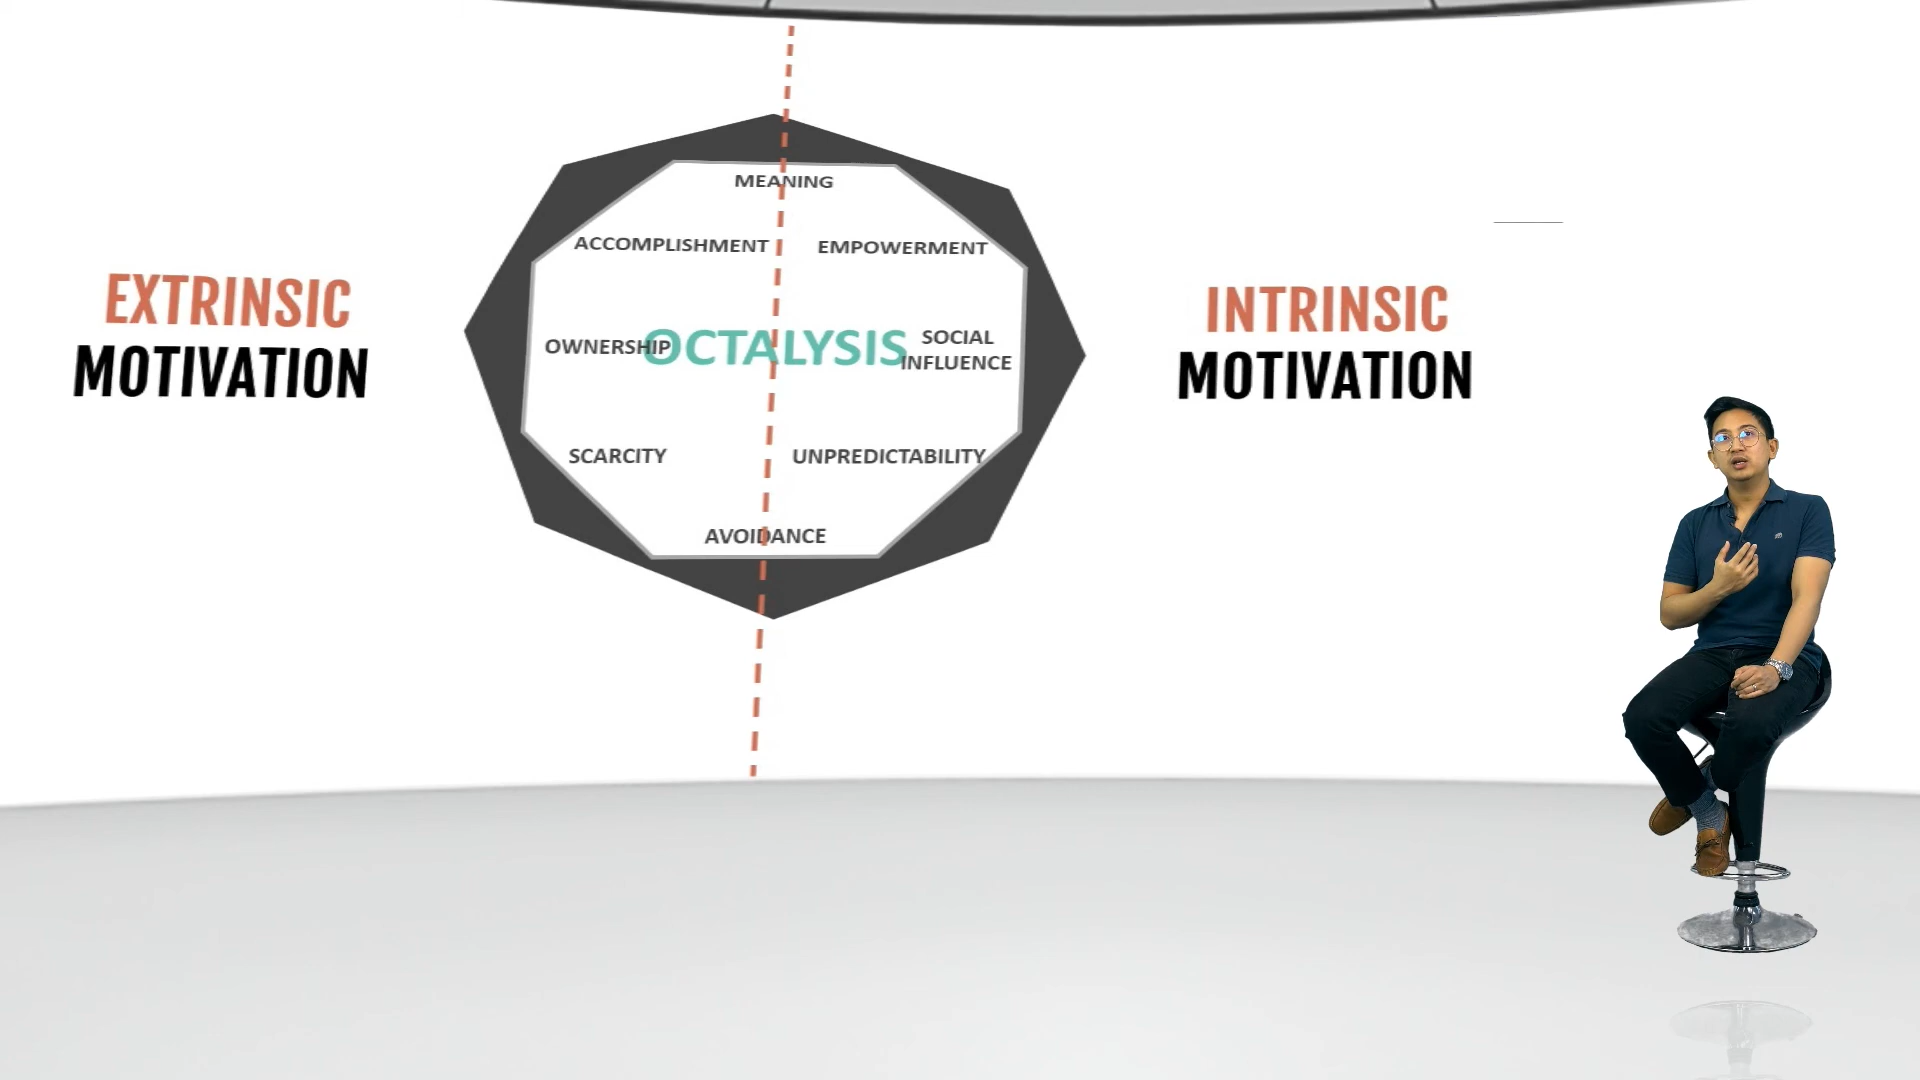 MEANING
ACCOMPLISHMENT
EMPOWERMENT
EXTRINSIC
MOTIVATION
OWNERSHIP
OCTALYSIS
SOCIAL
INFLUENCE
INTRINSIC
MOTIVATION
SCARCITY
UNPREDICTABILITY
AVOIDANCE